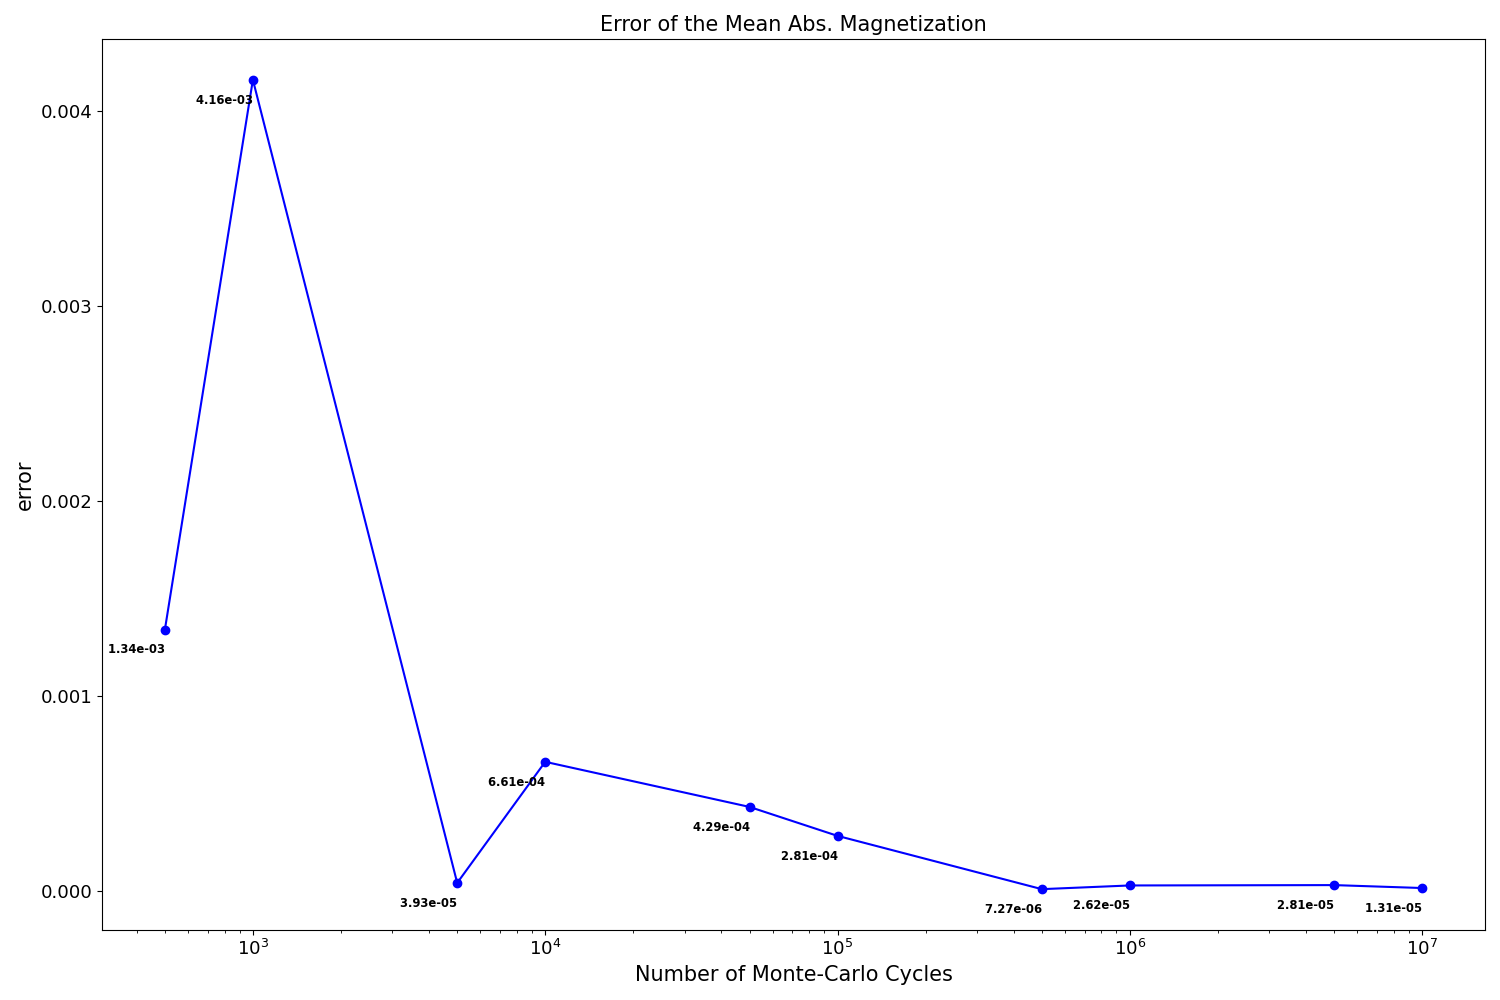 Error of the Mean Abs. Magnetization
error
0.004
0.003
0.002
0.001
0.000
4.16e-03
1.34e-03
6.61e-04
4.29e-04
2.81e-04
3.93e-05
7.27e-06
2.62e-05
2.81e-05
1.31e-05
10³
10⁴
10⁵
10⁶
10⁷
Number of Monte-Carlo Cycles